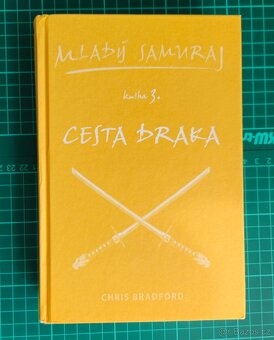 MLADÝ SAMURAJ
kniha 3.
CESTA DRAKA
CHRIS BRADFORD